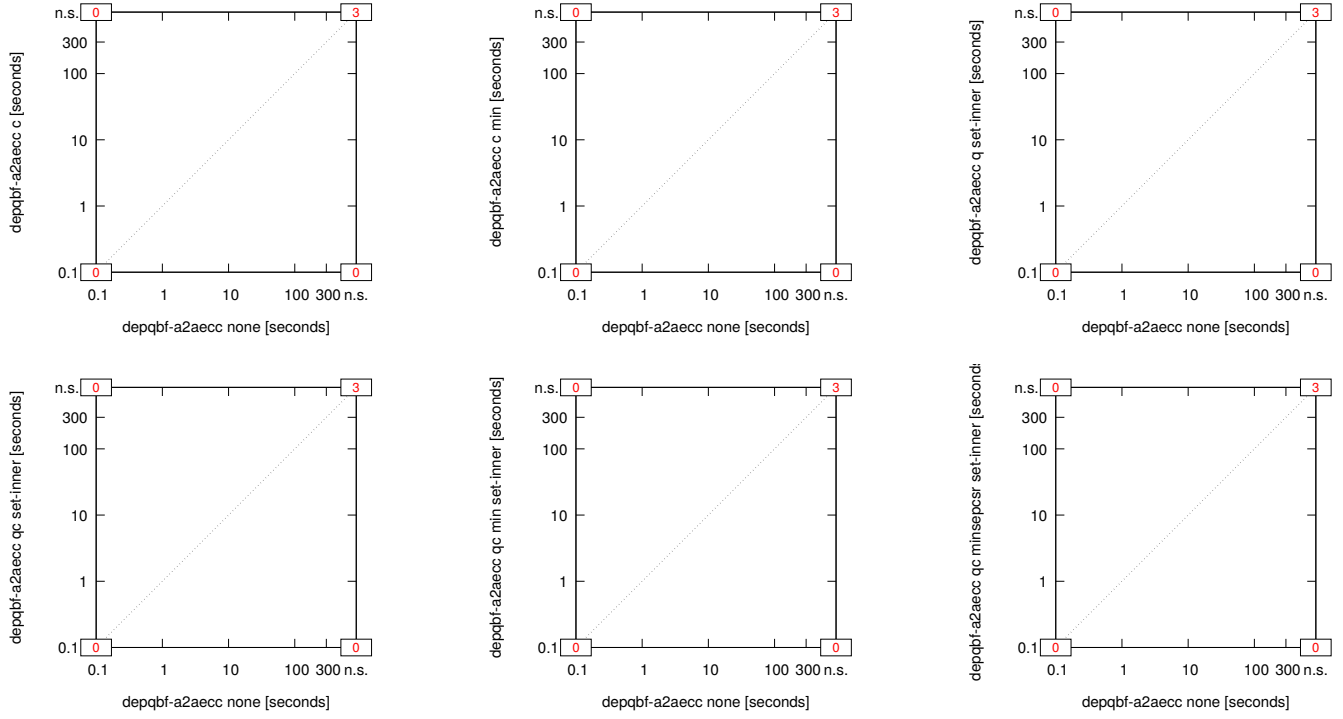 n.s. 0 3
300
100
10
1
0.1 0 0
0.1 1 10 100 300 n.s.
depqbf-a2aecc none [seconds]
depqbf-a2aecc c [seconds]
n.s. 0 3
300
100
10
1
0.1 0 0
0.1 1 10 100 300 n.s.
depqbf-a2aecc none [seconds]
depqbf-a2aecc c min [seconds]
n.s. 0 3
300
100
10
1
0.1 0 0
0.1 1 10 100 300 n.s.
depqbf-a2aecc none [seconds]
depqbf-a2aecc q set-inner [seconds]
n.s. 0 3
300
100
10
1
0.1 0 0
0.1 1 10 100 300 n.s.
depqbf-a2aecc none [seconds]
depqbf-a2aecc qc set-inner [seconds]
n.s. 0 3
300
100
10
1
0.1 0 0
0.1 1 10 100 300 n.s.
depqbf-a2aecc none [seconds]
depqbf-a2aecc qc min set-inner [seconds]
n.s. 0 3
300
100
10
1
0.1 0 0
0.1 1 10 100 300 n.s.
depqbf-a2aecc none [seconds]
depqbf-a2aecc qc minsepcsr set-inner [second